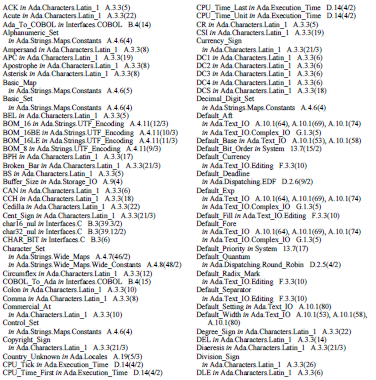 ACK in Ada.Characters.Latin_1 A.3.3(5)
Acute in Ada.Characters.Latin_1 A.3.3(22)
Ada_To_COBOL in Interfaces.COBOL B.4(14)
Alphanumeric_Set
in Ada.Strings.Maps.Constants A.4.6(4)
Ampersand in Ada.Characters.Latin_1 A.3.3(8)
APC in Ada.Characters.Latin_1 A.3.3(19)
Apostrophe in Ada.Characters.Latin_1 A.3.3(8)
Asterisk in Ada.Characters.Latin_1 A.3.3(8)
Basic_Map
in Ada.Strings.Maps.Constants A.4.6(5)
Basic_Set
in Ada.Strings.Maps.Constants A.4.6(4)
BEL in Ada.Characters.Latin_1 A.3.3(5)
BOM_16 in Ada.Strings.UTF_Encoding A.4.11(12/3)
BOM_16BE in Ada.Strings.UTF_Encoding A.4.11(10/3)
BOM_16LE in Ada.Strings.UTF_Encoding A.4.11(11/3)
BOM_8 in Ada.Strings.UTF_Encoding A.4.11(9/3)
BPH in Ada.Characters.Latin_1 A.3.3(17)
Broken_Bar in Ada.Characters.Latin_1 A.3.3(21/3)
BS in Ada.Characters.Latin_1 A.3.3(5)
Buffer_Size in Ada.Storage_IO A.9(4)
CAN in Ada.Characters.Latin_1 A.3.3(6)
CCH in Ada.Characters.Latin_1 A.3.3(18)
Cedilla in Ada.Characters.Latin_1 A.3.3(22)
Cent_Sign in Ada.Characters.Latin_1 A.3.3(21/3)
char16_nul in Interfaces.C B.3(39.3/2)
char32_nul in Interfaces.C B.3(39.12/2)
CHAR_BIT in Interfaces.C B.3(6)
Character_Set
in Ada.Strings.Wide_Maps A.4.7(46/2)
in Ada.Strings.Wide_Maps.Wide_Constants A.4.8(48/2)
Circumflex in Ada.Characters.Latin_1 A.3.3(12)
COBOL_To_Ada in Interfaces.COBOL B.4(15)
Colon in Ada.Characters.Latin_1 A.3.3(10)
Comma in Ada.Characters.Latin_1 A.3.3(8)
Commercial_At
in Ada.Characters.Latin_1 A.3.3(10)
Control_Set
in Ada.Strings.Maps.Constants A.4.6(4)
Copyright_Sign
in Ada.Characters.Latin_1 A.3.3(21/3)
Country_Unknown in Ada.Locales A.19(5/3)
CPU_Tick in Ada.Execution_Time D.14(4/2)
CPU_Time_First in Ada.Execution_Time D.14(4/2)
CPU_Time_Last in Ada.Execution_Time D.14(4/2)
CPU_Time_Unit in Ada.Execution_Time D.14(4/2)
CR in Ada.Characters.Latin_1 A.3.3(5)
CSI in Ada.Characters.Latin_1 A.3.3(19)
Currency_Sign
in Ada.Characters.Latin_1 A.3.3(21/3)
DC1 in Ada.Characters.Latin_1 A.3.3(6)
DC2 in Ada.Characters.Latin_1 A.3.3(6)
DC3 in Ada.Characters.Latin_1 A.3.3(6)
DC4 in Ada.Characters.Latin_1 A.3.3(6)
DCS in Ada.Characters.Latin_1 A.3.3(18)
Decimal_Digit_Set
in Ada.Strings.Maps.Constants A.4.6(4)
Default_Aft
in Ada.Text_IO A.10.1(64), A.10.1(69), A.10.1(74)
in Ada.Text_IO.Complex_IO G.1.3(5)
Default_Base in Ada.Text_IO A.10.1(53), A.10.1(58)
Default_Bit_Order in System 13.7(15/2)
Default_Currency
in Ada.Text_IO.Editing F.3.3(10)
Default_Deadline
in Ada.Dispatching.EDF D.2.6(9/2)
Default_Exp
in Ada.Text_IO A.10.1(64), A.10.1(69), A.10.1(74)
in Ada.Text_IO.Complex_IO G.1.3(5)
Default_Fill in Ada.Text_IO.Editing F.3.3(10)
Default_Fore
in Ada.Text_IO A.10.1(64), A.10.1(69), A.10.1(74)
in Ada.Text_IO.Complex_IO G.1.3(5)
Default_Priority in System 13.7(17)
Default_Quantum
in Ada.Dispatching.Round_Robin D.2.5(4/2)
Default_Radix_Mark
in Ada.Text_IO.Editing F.3.3(10)
Default_Separator
in Ada.Text_IO.Editing F.3.3(10)
Default_Setting in Ada.Text_IO A.10.1(80)
Default_Width in Ada.Text_IO A.10.1(53), A.10.1(58),
A.10.1(80)
Degree_Sign in Ada.Characters.Latin_1 A.3.3(22)
DEL in Ada.Characters.Latin_1 A.3.3(14)
Diaeresis in Ada.Characters.Latin_1 A.3.3(21/3)
Division_Sign
in Ada.Characters.Latin_1 A.3.3(26)
DLE in Ada.Characters.Latin_1 A.3.3(6)